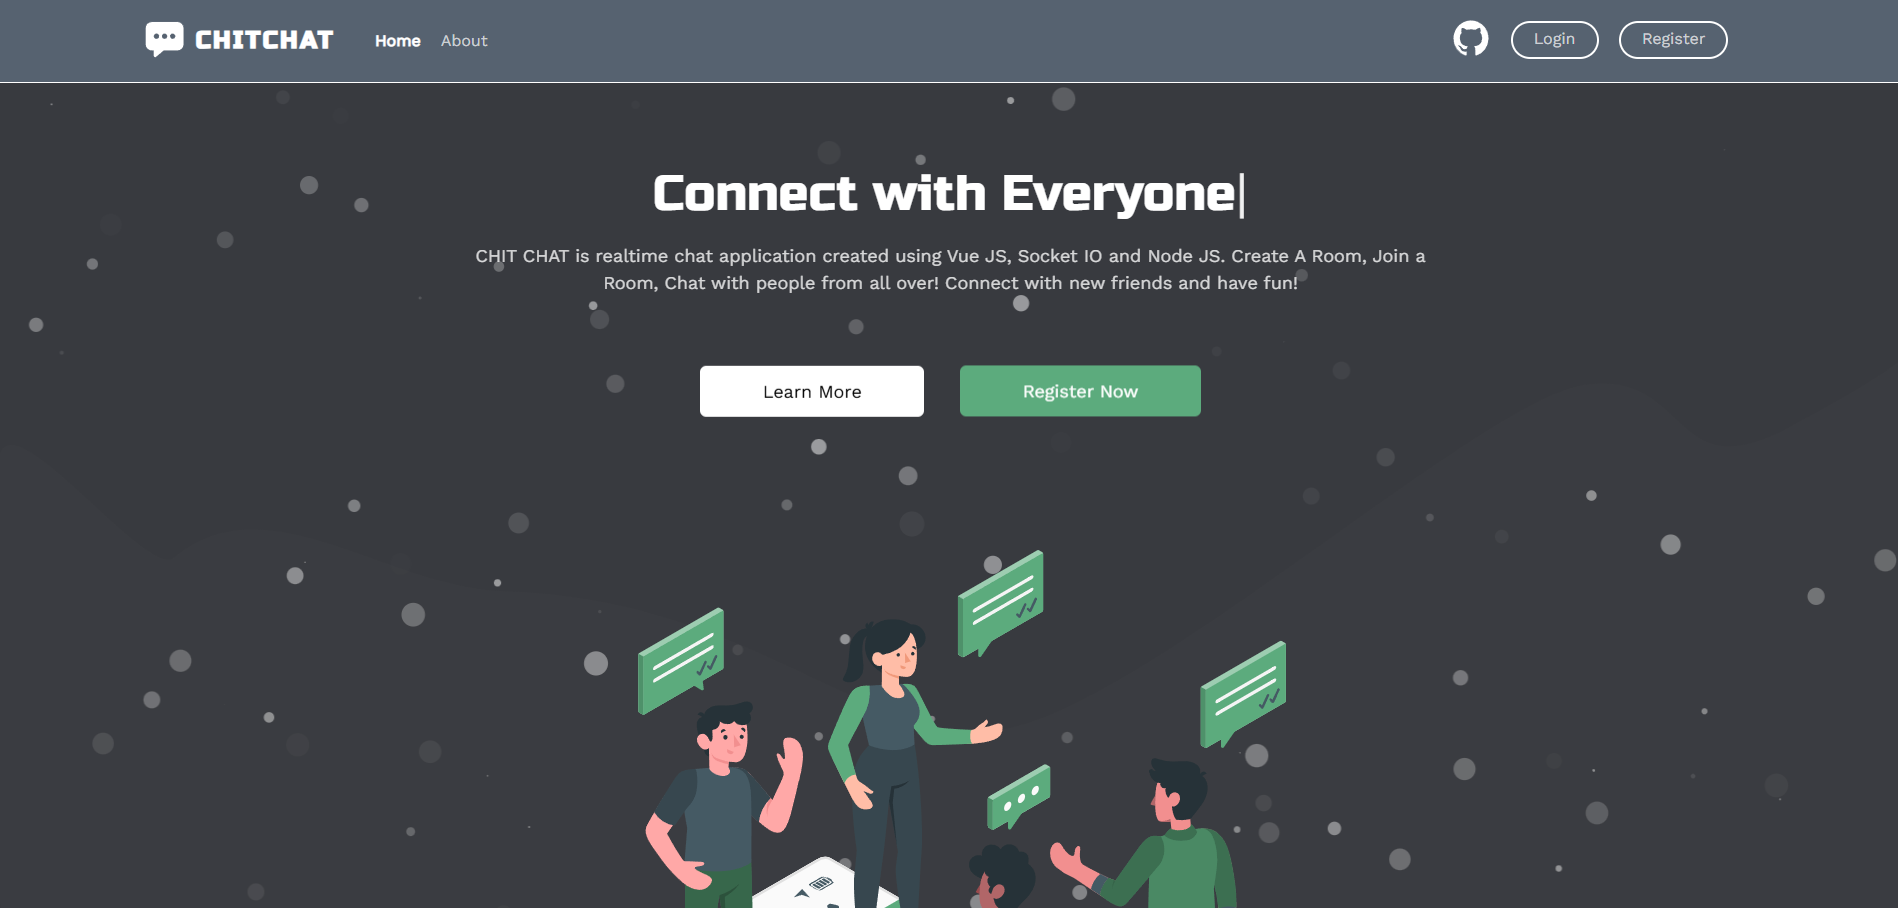 CHITCHAT Home About Login Register
Connect with Everyone
CHIT CHAT is realtime chat application created using Vue JS, Socket IO and Node JS. Create A Room, Join a
Room, Chat with people from all over! Connect with new friends and have fun!
Learn More Register Now